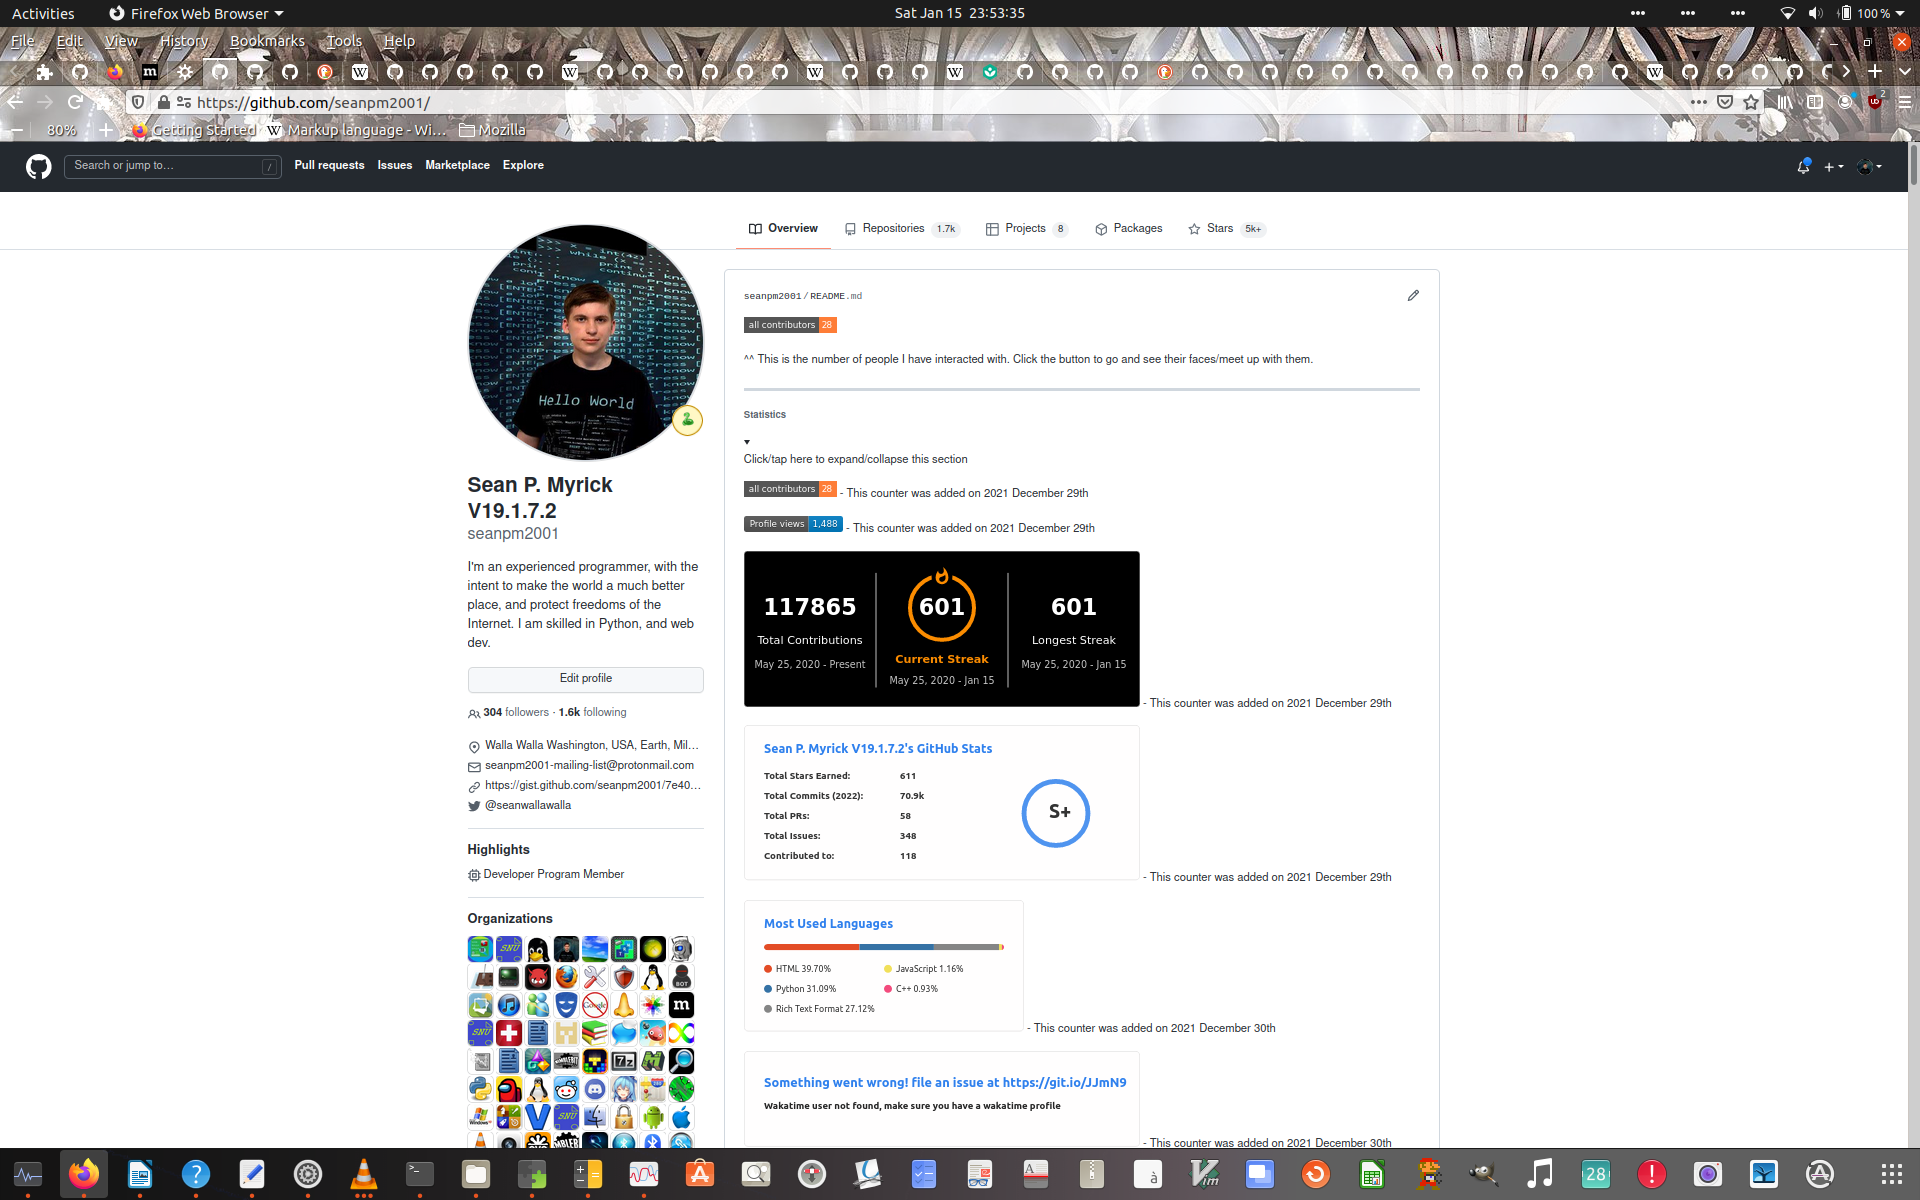 Activities
Firefox Web Browser
Sat Jan 15 23:53:35
100 %
File Edit View History Bookmarks Tools Help
https://github.com/seanpm2001/
80%
Getting Started
Markup language - Wi…
Mozilla
Search or jump to…
/
Pull requests Issues Marketplace Explore
Overview
Repositories 1.7k
Projects 8
Packages
Stars 5k+
Hello World
Sean P. Myrick
V19.1.7.2
seanpm2001
I'm an experienced programmer, with the
intent to make the world a much better
place, and protect freedoms of the
Internet. I am skilled in Python, and web
dev.
Edit profile
304 followers · 1.6k following
Walla Walla Washington, USA, Earth, Mil…
seanpm2001-mailing-list@protonmail.com
https://gist.github.com/seanpm2001/7e40…
@seanwallawalla
Highlights
Developer Program Member
Organizations
seanpm2001/README.md
all contributors 28
^^ This is the number of people I have interacted with. Click the button to go and see their faces/meet up with them.
Statistics
Click/tap here to expand/collapse this section
all contributors 28 - This counter was added on 2021 December 29th
Profile views 1,488 - This counter was added on 2021 December 29th
117865
Total Contributions
May 25, 2020 - Present
601
Current Streak
May 25, 2020 - Jan 15
601
Longest Streak
May 25, 2020 - Jan 15
- This counter was added on 2021 December 29th
Sean P. Myrick V19.1.7.2's GitHub Stats
Total Stars Earned: 611
Total Commits (2022): 70.9k
Total PRs: 58
Total Issues: 348
Contributed to: 118
S+
- This counter was added on 2021 December 29th
Most Used Languages
HTML 39.70%
JavaScript 1.16%
Python 31.09%
C++ 0.93%
Rich Text Format 27.12%
- This counter was added on 2021 December 30th
Something went wrong! file an issue at https://git.io/JJmN9
Wakatime user not found, make sure you have a wakatime profile
- This counter was added on 2021 December 30th
28